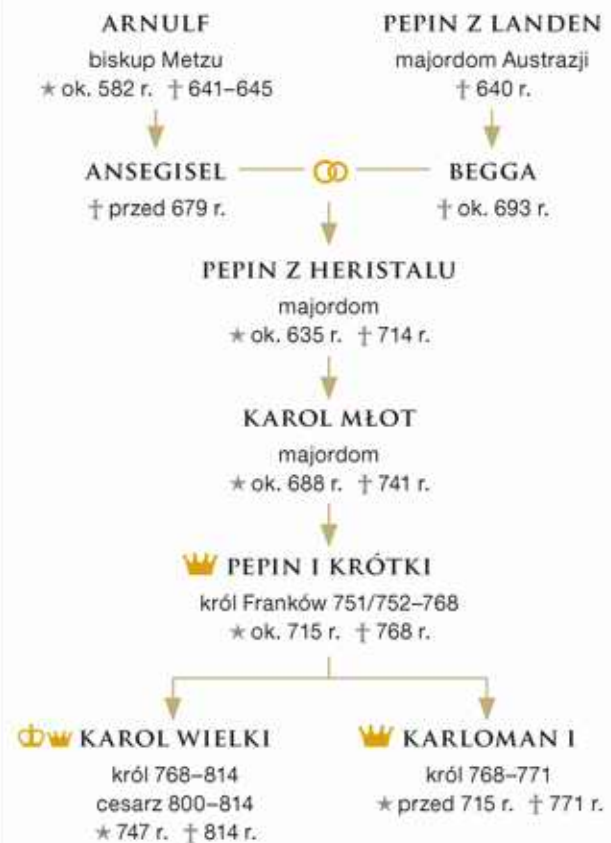 ARNULF
biskup Metzu
★ ok. 582 r. † 641–645
PEPIN Z LANDEN
majordom Austrazji
† 640 r.
ANSEGISEL
† przed 679 r.
BEGGA
† ok. 693 r.
PEPIN Z HERISTALU
majordom
★ ok. 635 r. † 714 r.
KAROL MŁOT
majordom
★ ok. 688 r. † 741 r.
PEPIN I KRÓTKI
król Franków 751/752–768
★ ok. 715 r. † 768 r.
KAROL WIELKI
król 768–814
cesarz 800–814
★ 747 r. † 814 r.
KARLOMAN I
król 768–771
★ przed 715 r. † 771 r.